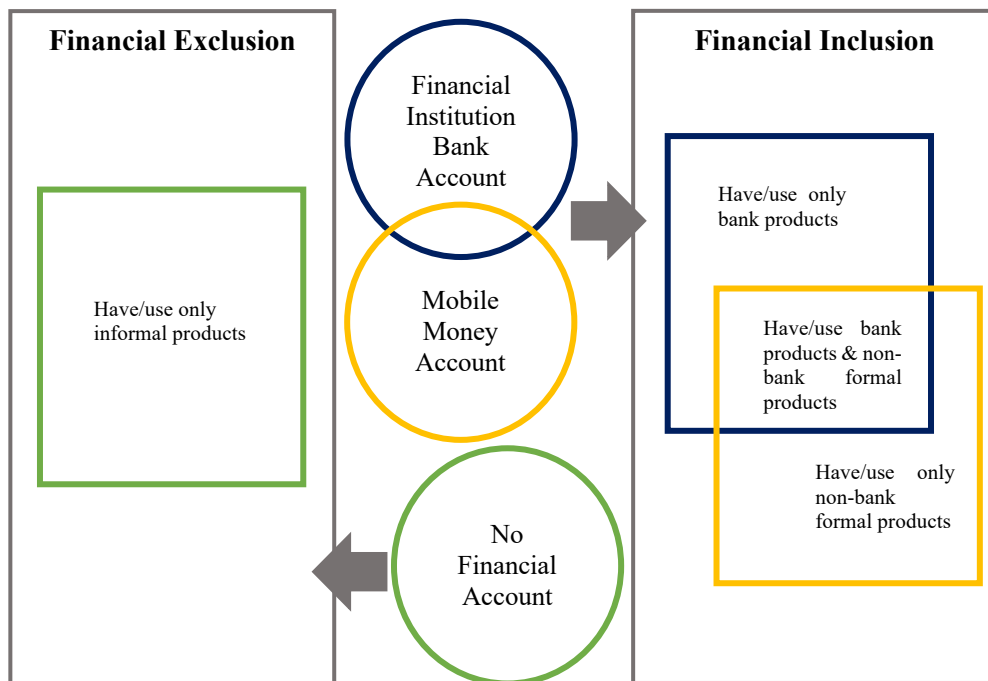 Financial Exclusion
Have/use only
informal products
Financial
Institution
Bank
Account
Mobile
Money
Account
No
Financial
Account
Financial Inclusion
Have/use only
bank products
Have/use bank
products & non-
bank formal
products
Have/use only
non-bank
formal products